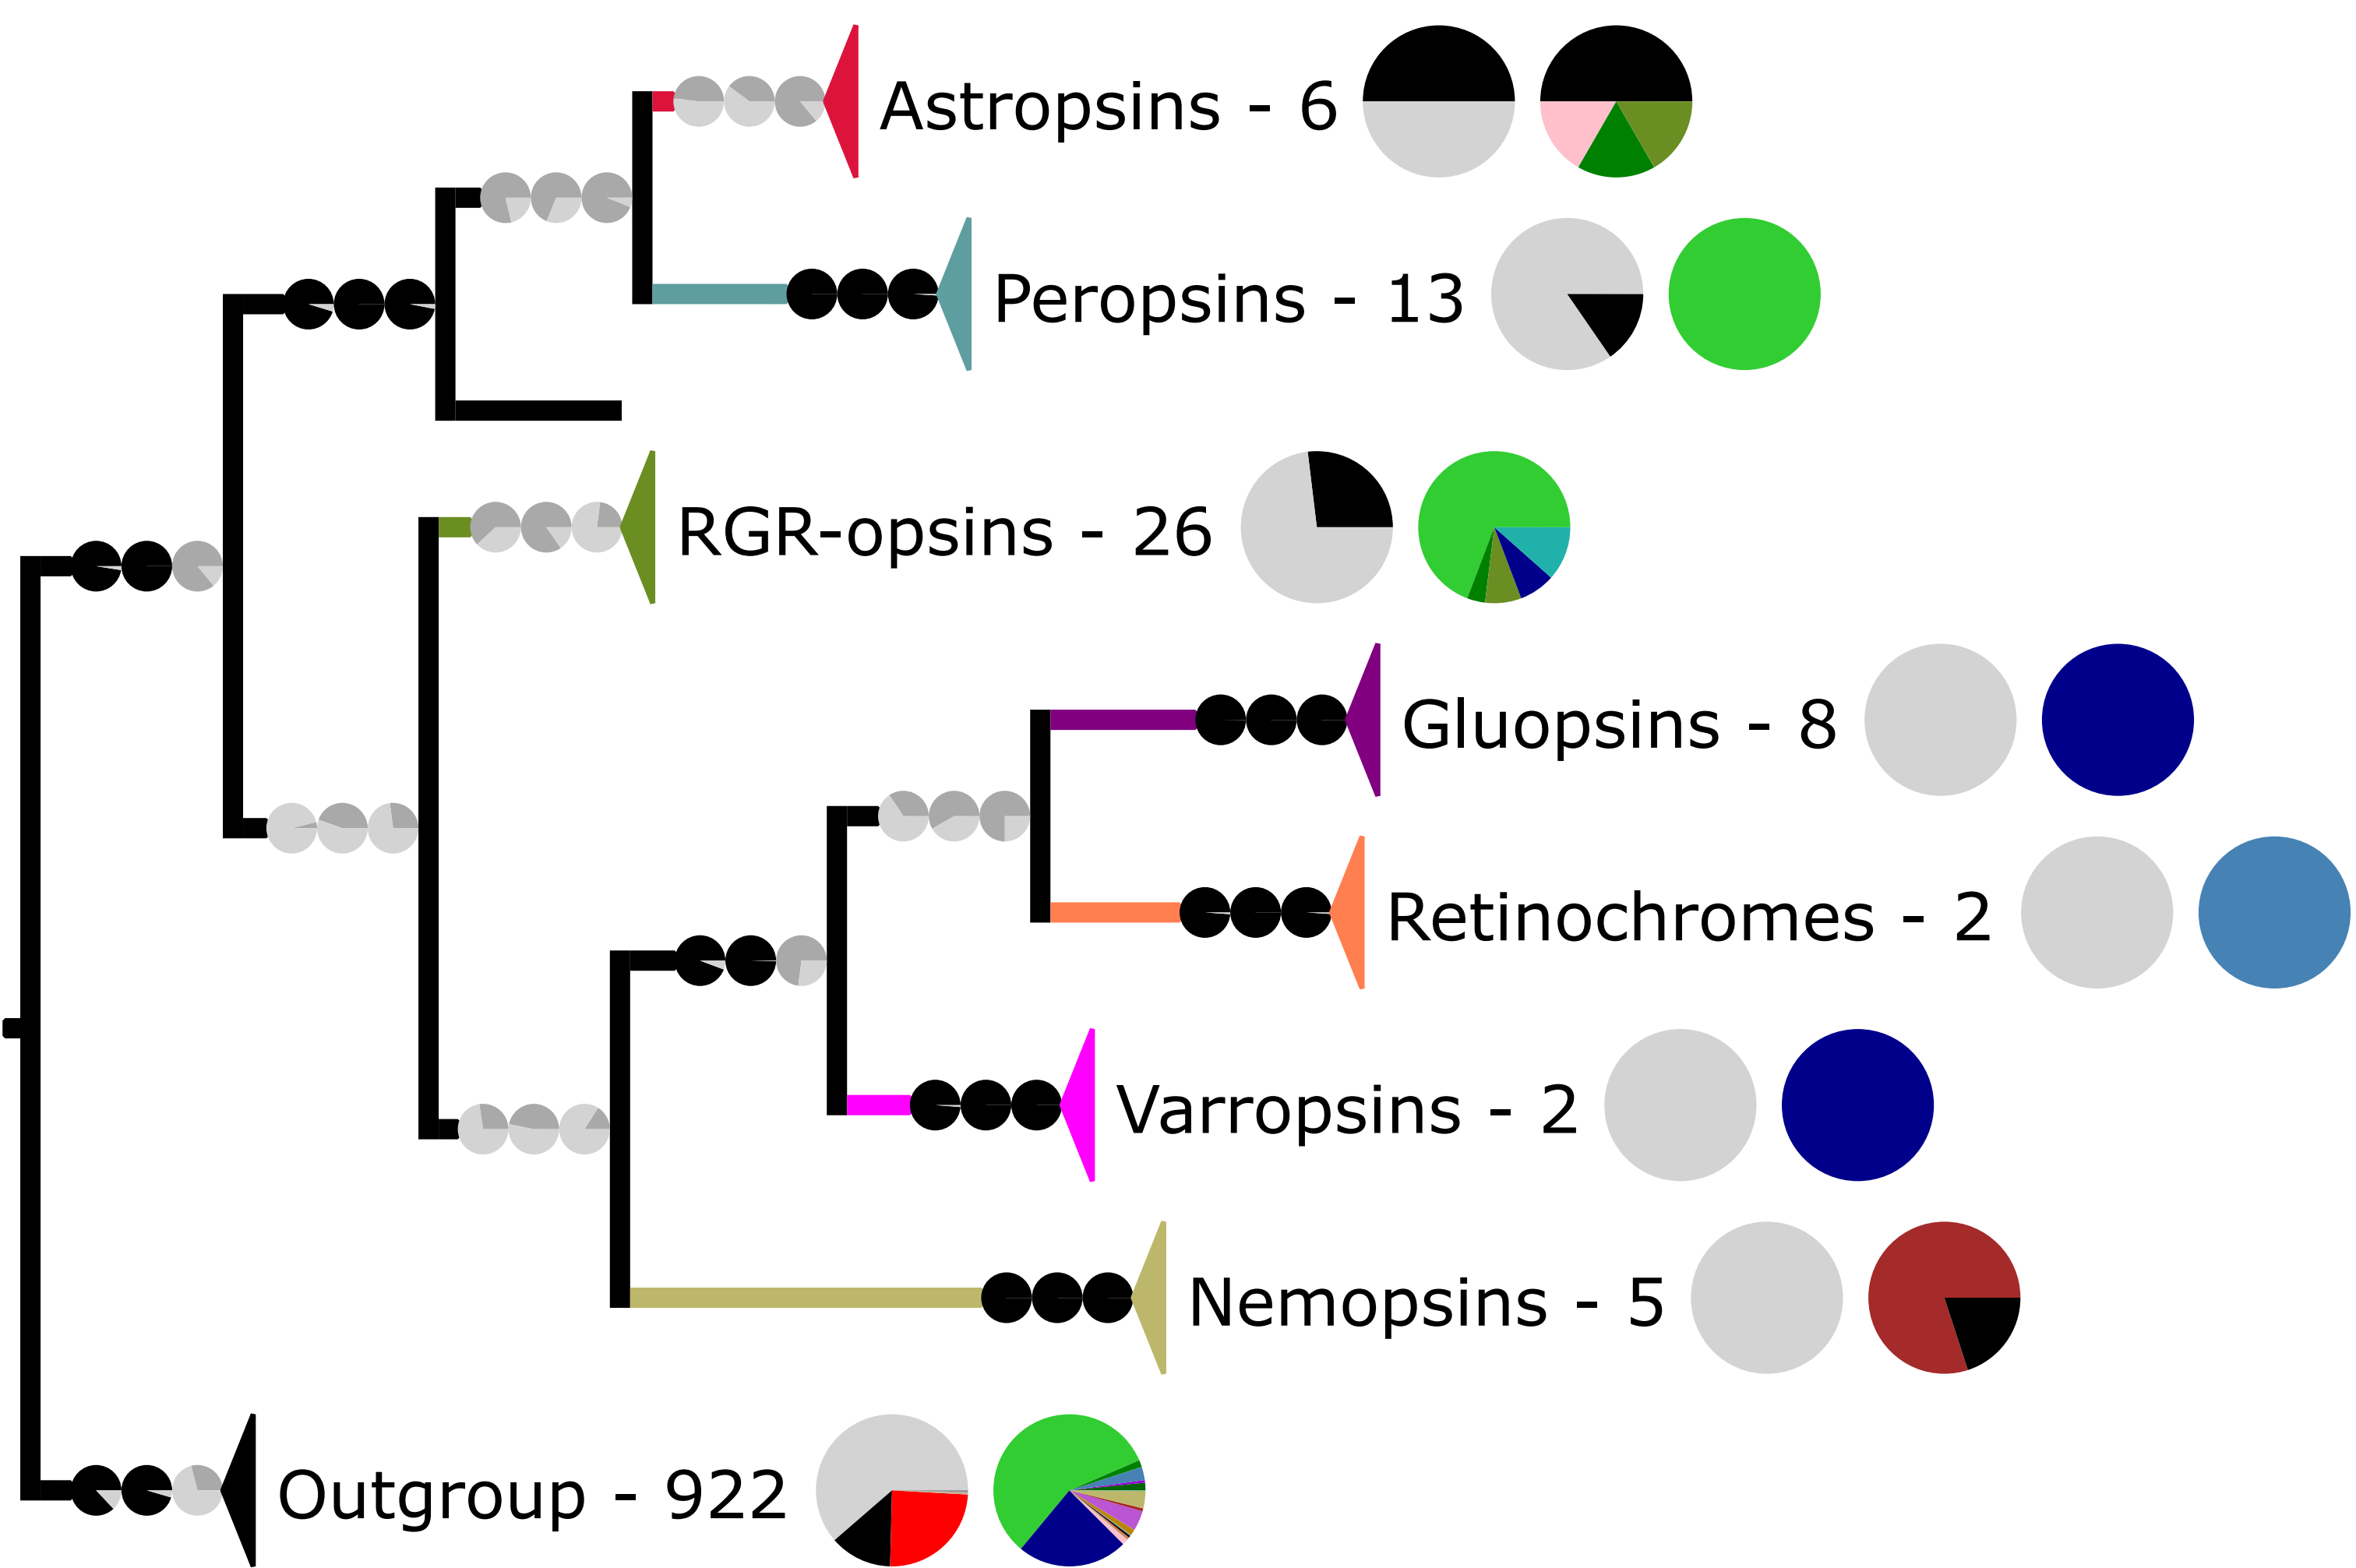 Astropsins - 6
Peropsins - 13
RGR-opsins - 26
Gluopsins - 8
Retinochromes - 2
Varropsins - 2
Nemopsins - 5
Outgroup - 922